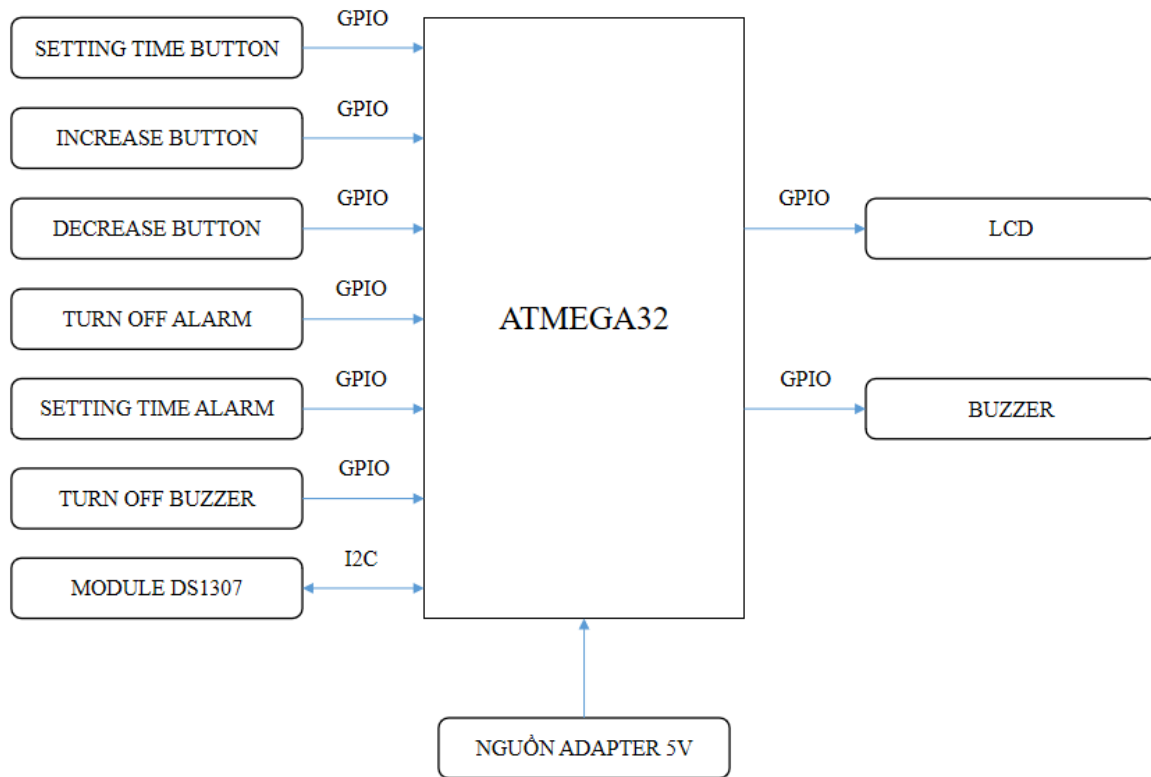 GPIO
SETTING TIME BUTTON
GPIO
INCREASE BUTTON
GPIO
DECREASE BUTTON
GPIO
TURN OFF ALARM
GPIO
SETTING TIME ALARM
GPIO
TURN OFF BUZZER
I2C
MODULE DS1307
ATMEGA32
GPIO
LCD
GPIO
BUZZER
NGUỒN ADAPTER 5V